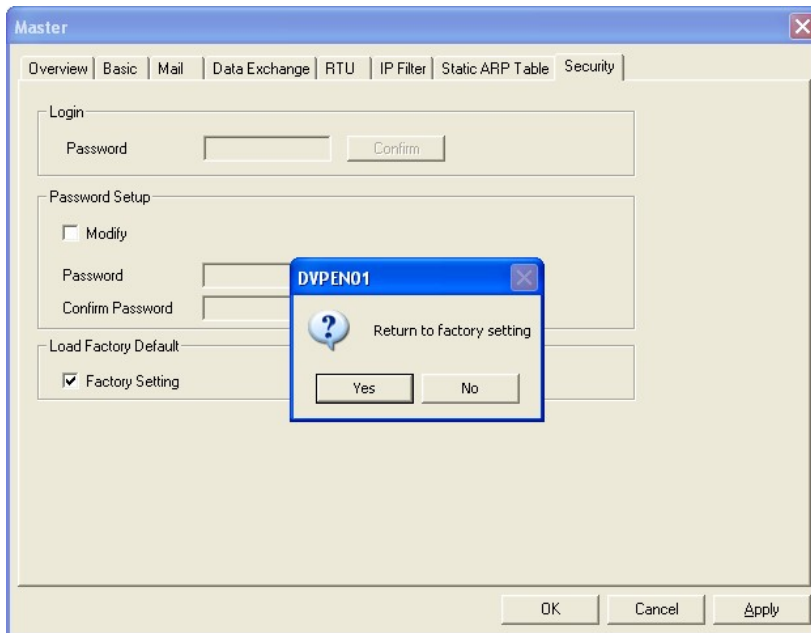 Master
Overview Basic Mail Data Exchange RTU IP Filter Static ARP Table Security
Login
Password Confirm
Password Setup
Modify
Password
Confirm Password
DVPEN01
Return to factory setting
Yes No
Load Factory Default
Factory Setting
OK Cancel Apply